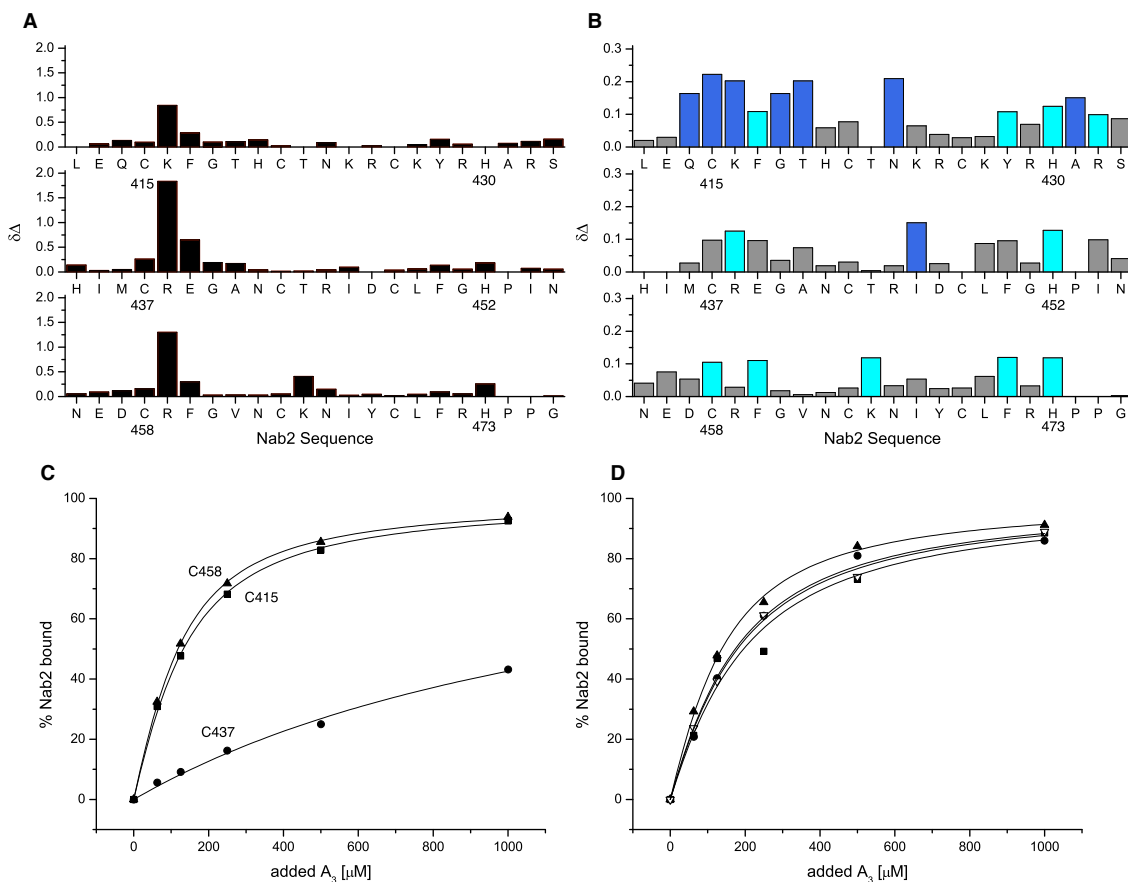 A
2.0
1.5
1.0
0.5
0.0
L E Q C K F G T H C T N K R C K Y R H A R S
415 430
2.0
1.5
1.0
0.5
0.0
δΔ
H I M C R E G A N C T R I D C L F G H P I N
437 452
2.0
1.5
1.0
0.5
0.0
N E D C R F G V N C K N I Y C L F R H P P G
458 473
Nab2 Sequence
B
0.3
0.2
0.1
0.0
L E Q C K F G T H C T N K R C K Y R H A R S
415 430
0.3
0.2
0.1
0.0
δΔ
H I M C R E G A N C T R I D C L F G H P I N
437 452
0.3
0.2
0.1
0.0
N E D C R F G V N C K N I Y C L F R H P P G
458 473
Nab2 Sequence
C
100
80
60
40
20
0
% Nab2 bound
C458
C415
C437
0 200 400 600 800 1000
added A3 [μM]
D
100
80
60
40
20
0
% Nab2 bound
0 200 400 600 800 1000
added A3 [μM]